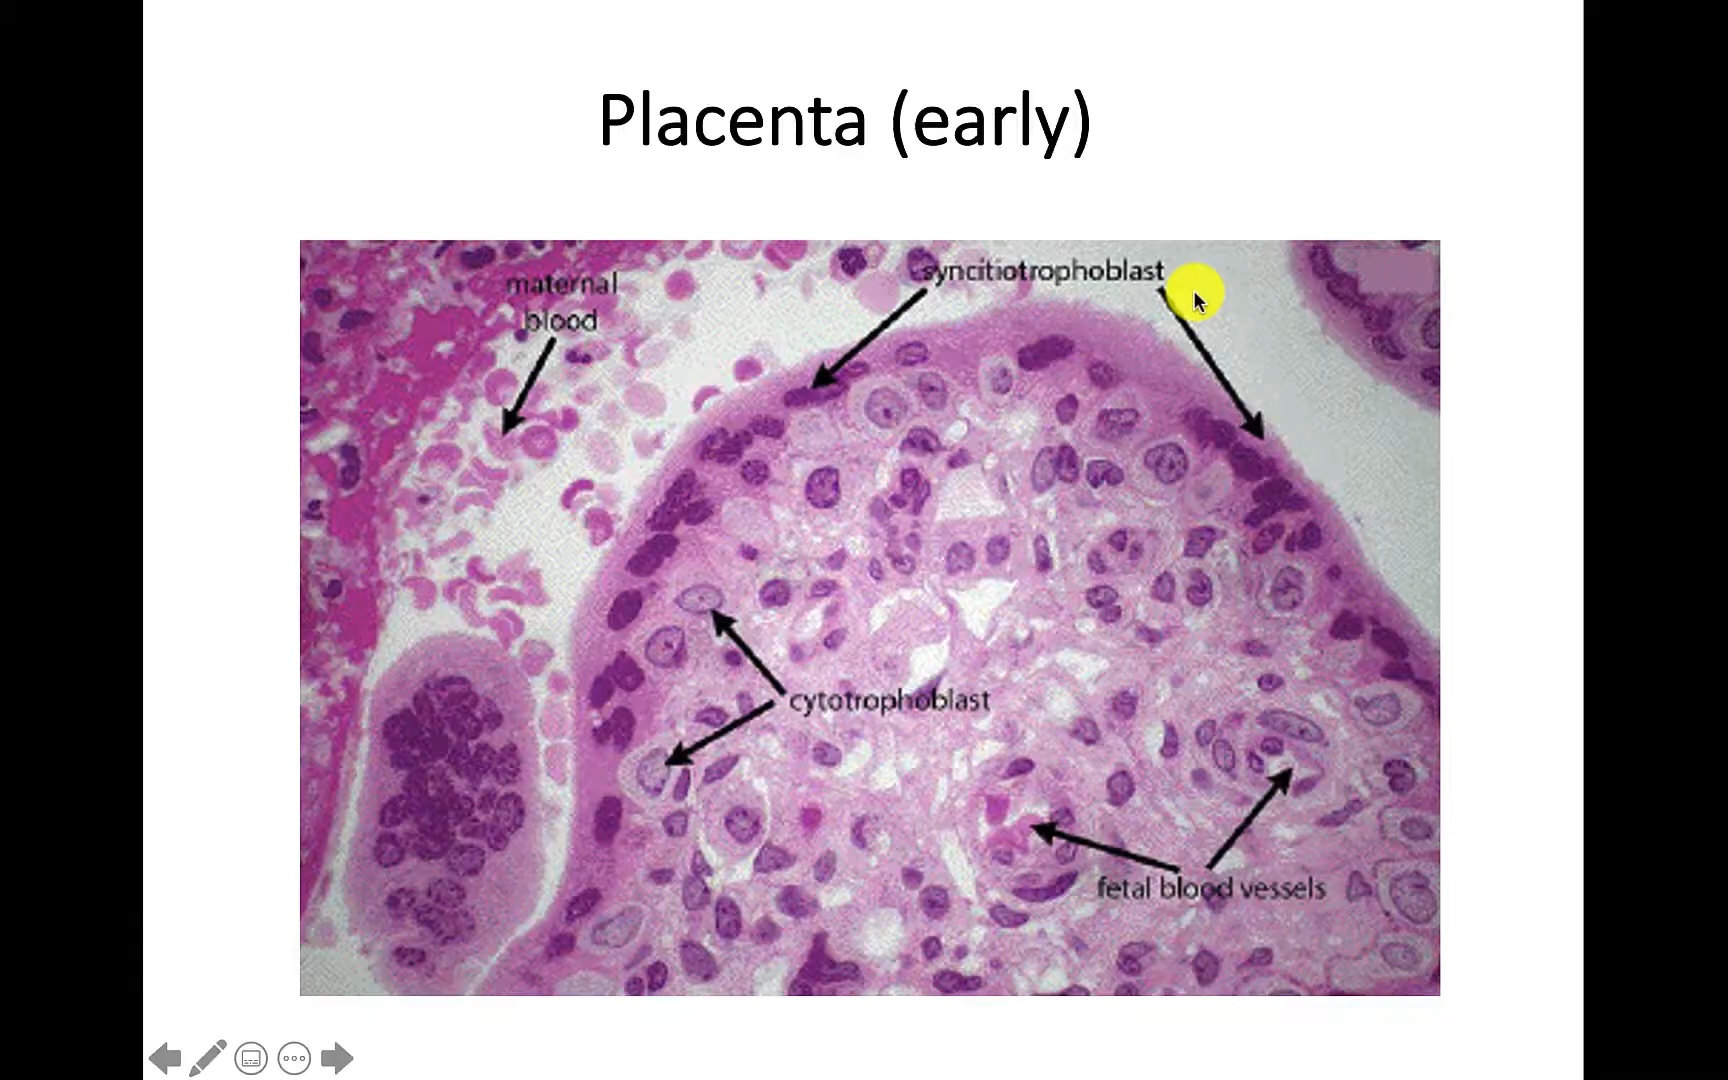 Placenta (early)
maternal
blood
syncitiotrophoblast
cytotrophoblast
fetal blood vessels